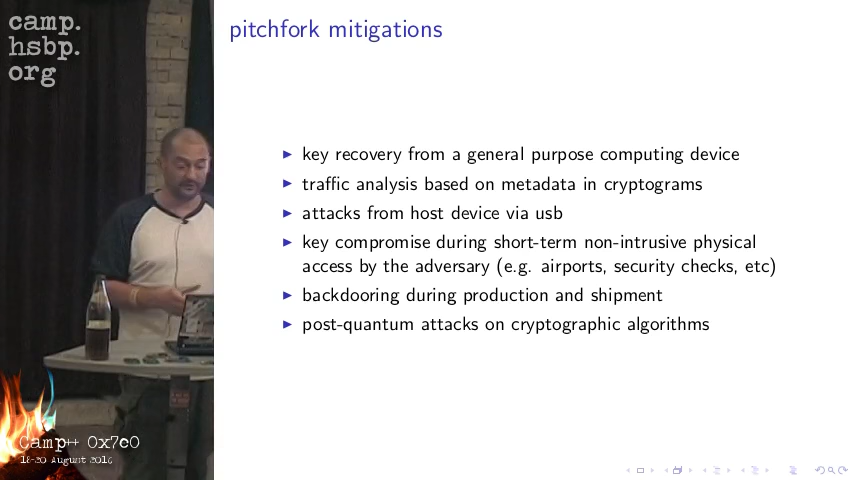 camp.
hsbp.
org
pitchfork mitigations
key recovery from a general purpose computing device
traffic analysis based on metadata in cryptograms
attacks from host device via usb
key compromise during short-term non-intrusive physical
access by the adversary (e.g. airports, security checks, etc)
backdooring during production and shipment
post-quantum attacks on cryptographic algorithms
Camp++ 0x7e0
18-20 August 2016